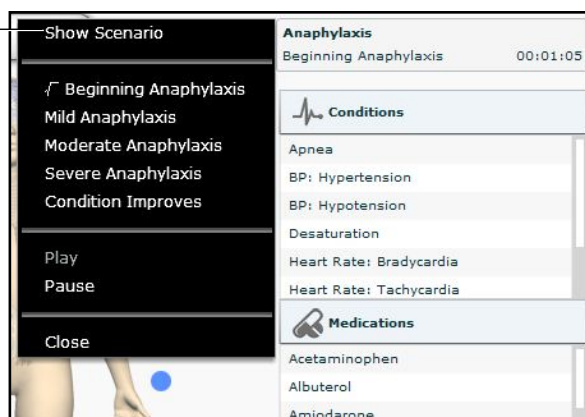 Show Scenario
√ Beginning Anaphylaxis
Mild Anaphylaxis
Moderate Anaphylaxis
Severe Anaphylaxis
Condition Improves
Play
Pause
Close
Anaphylaxis
Beginning Anaphylaxis 00:01:05
Conditions
Apnea
BP: Hypertension
BP: Hypotension
Desaturation
Heart Rate: Bradycardia
Heart Rate: Tachycardia
Medications
Acetaminophen
Albuterol
Amiodarone